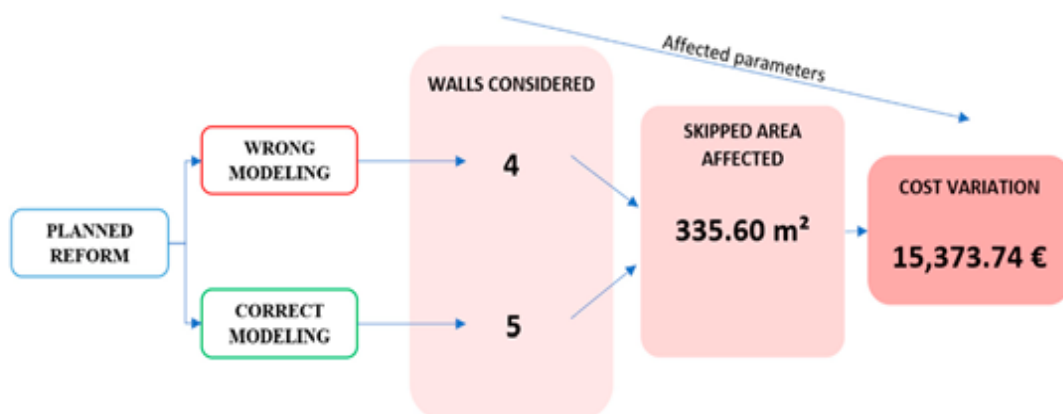 Affected parameters
WALLS CONSIDERED
SKIPPED AREA
AFFECTED
WRONG
MODELING
4
COST VARIATION
PLANNED
REFORM
335.60 m²
15,373.74 €
CORRECT
MODELING
5